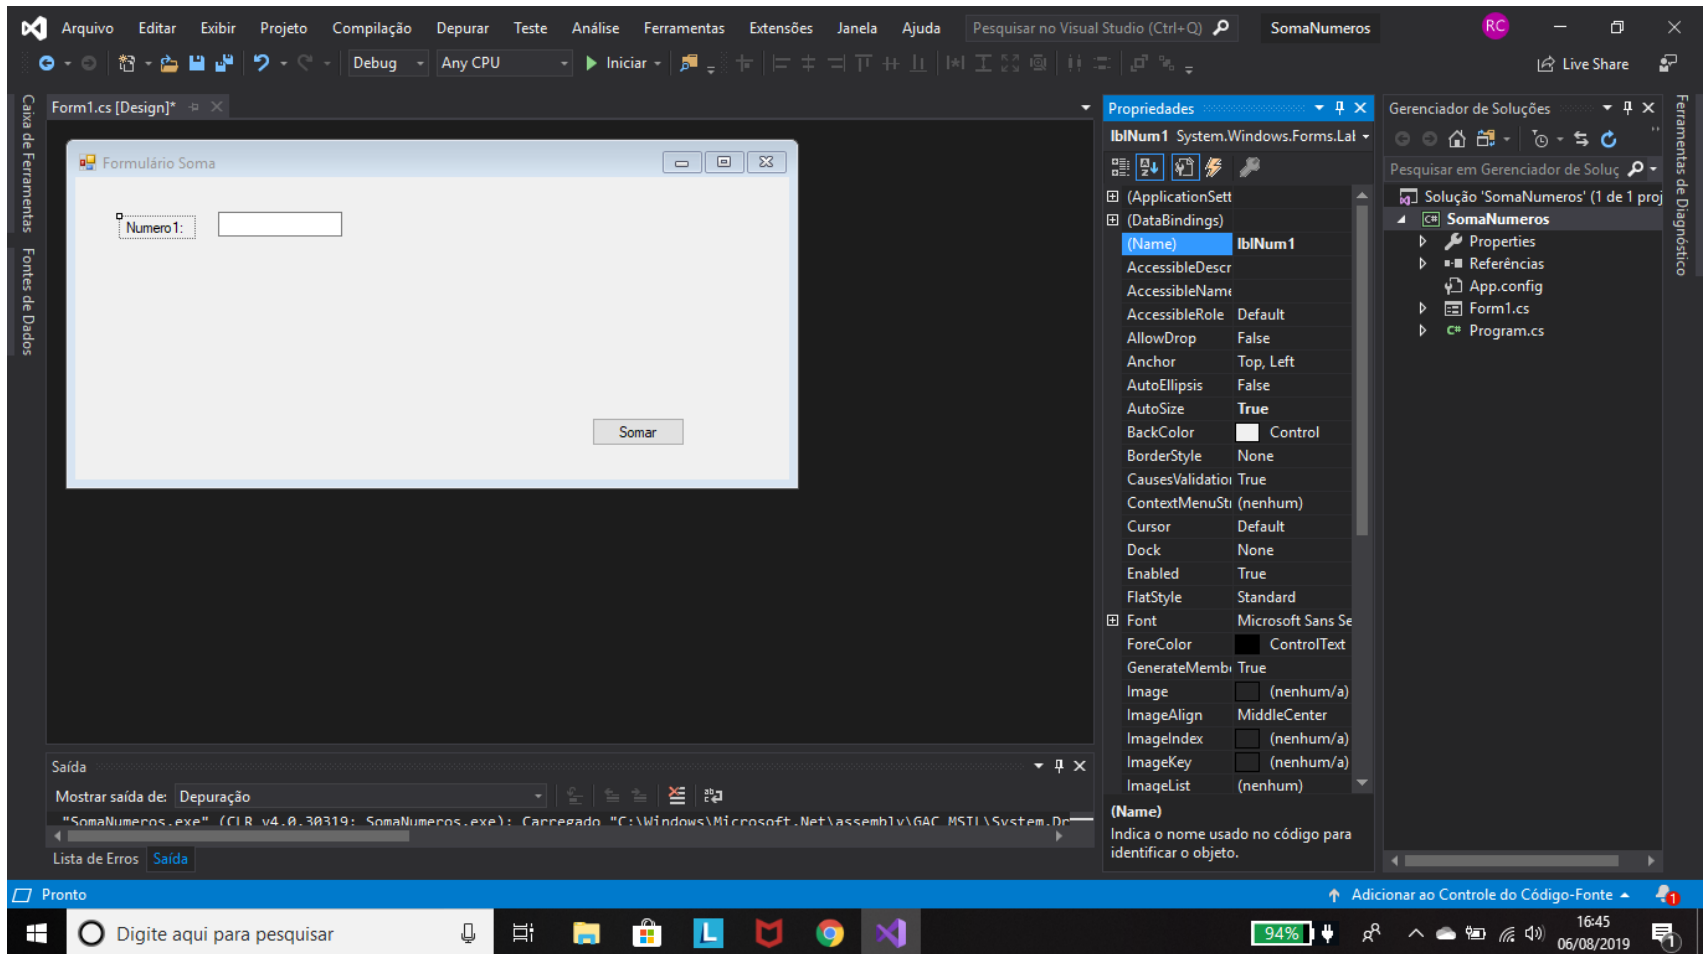 Arquivo Editar Exibir Projeto Compilação Depurar Teste Análise Ferramentas Extensões Janela Ajuda Pesquisar no Visual Studio (Ctrl+Q) SomaNumeros RC
Debug Any CPU Iniciar Live Share
Caixa de Ferramentas
Fontes de Dados
Form1.cs [Design]*
Formulário Soma
Numero1:
Somar
Saída
Mostrar saída de: Depuração
"SomaNumeros.exe" (CLR v4.0.30319: SomaNumeros.exe): Carregado "C:\Windows\Microsoft.Net\assembly\GAC_MSIL\System.Dr
Lista de Erros Saída
Propriedades
lblNum1 System.Windows.Forms.Lal
(ApplicationSett
(DataBindings)
(Name) lblNum1
AccessibleDescr
AccessibleName
AccessibleRole Default
AllowDrop False
Anchor Top, Left
AutoEllipsis False
AutoSize True
BackColor Control
BorderStyle None
CausesValidation True
ContextMenuStr (nenhum)
Cursor Default
Dock None
Enabled True
FlatStyle Standard
Font Microsoft Sans Se
ForeColor ControlText
GenerateMembe True
Image (nenhum/a)
ImageAlign MiddleCenter
ImageIndex (nenhum/a)
ImageKey (nenhum/a)
ImageList (nenhum)
(Name)
Indica o nome usado no código para
identificar o objeto.
Gerenciador de Soluções
Pesquisar em Gerenciador de Soluç
Solução 'SomaNumeros' (1 de 1 proj
C# SomaNumeros
Properties
Referências
App.config
Form1.cs
C# Program.cs
Ferramentas de Diagnóstico
Pronto Adicionar ao Controle do Código-Fonte 1
Digite aqui para pesquisar L 94% 16:45
06/08/2019 1